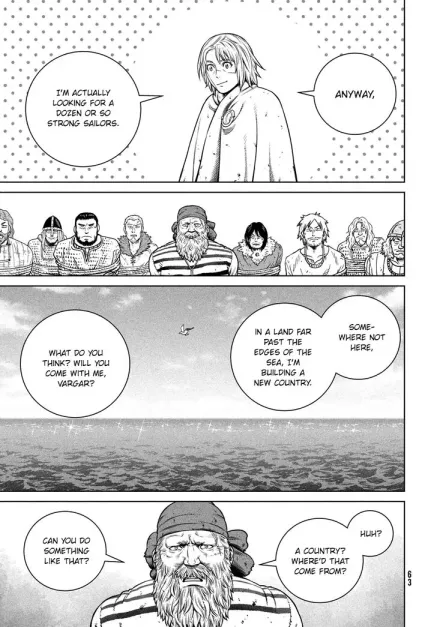 ANYWAY,
I'M ACTUALLY
LOOKING FOR A
DOZEN OR SO
STRONG SAILORS.
SOME-
WHERE NOT
HERE,
IN A LAND FAR
PAST THE
EDGES OF THE
SEA, I'M
BUILDING A
NEW COUNTRY.
WHAT DO YOU
THINK? WILL YOU
COME WITH ME,
VARGAR?
HUH?
A COUNTRY?
WHERE'D THAT
COME FROM?
CAN YOU DO
SOMETHING
LIKE THAT?
63